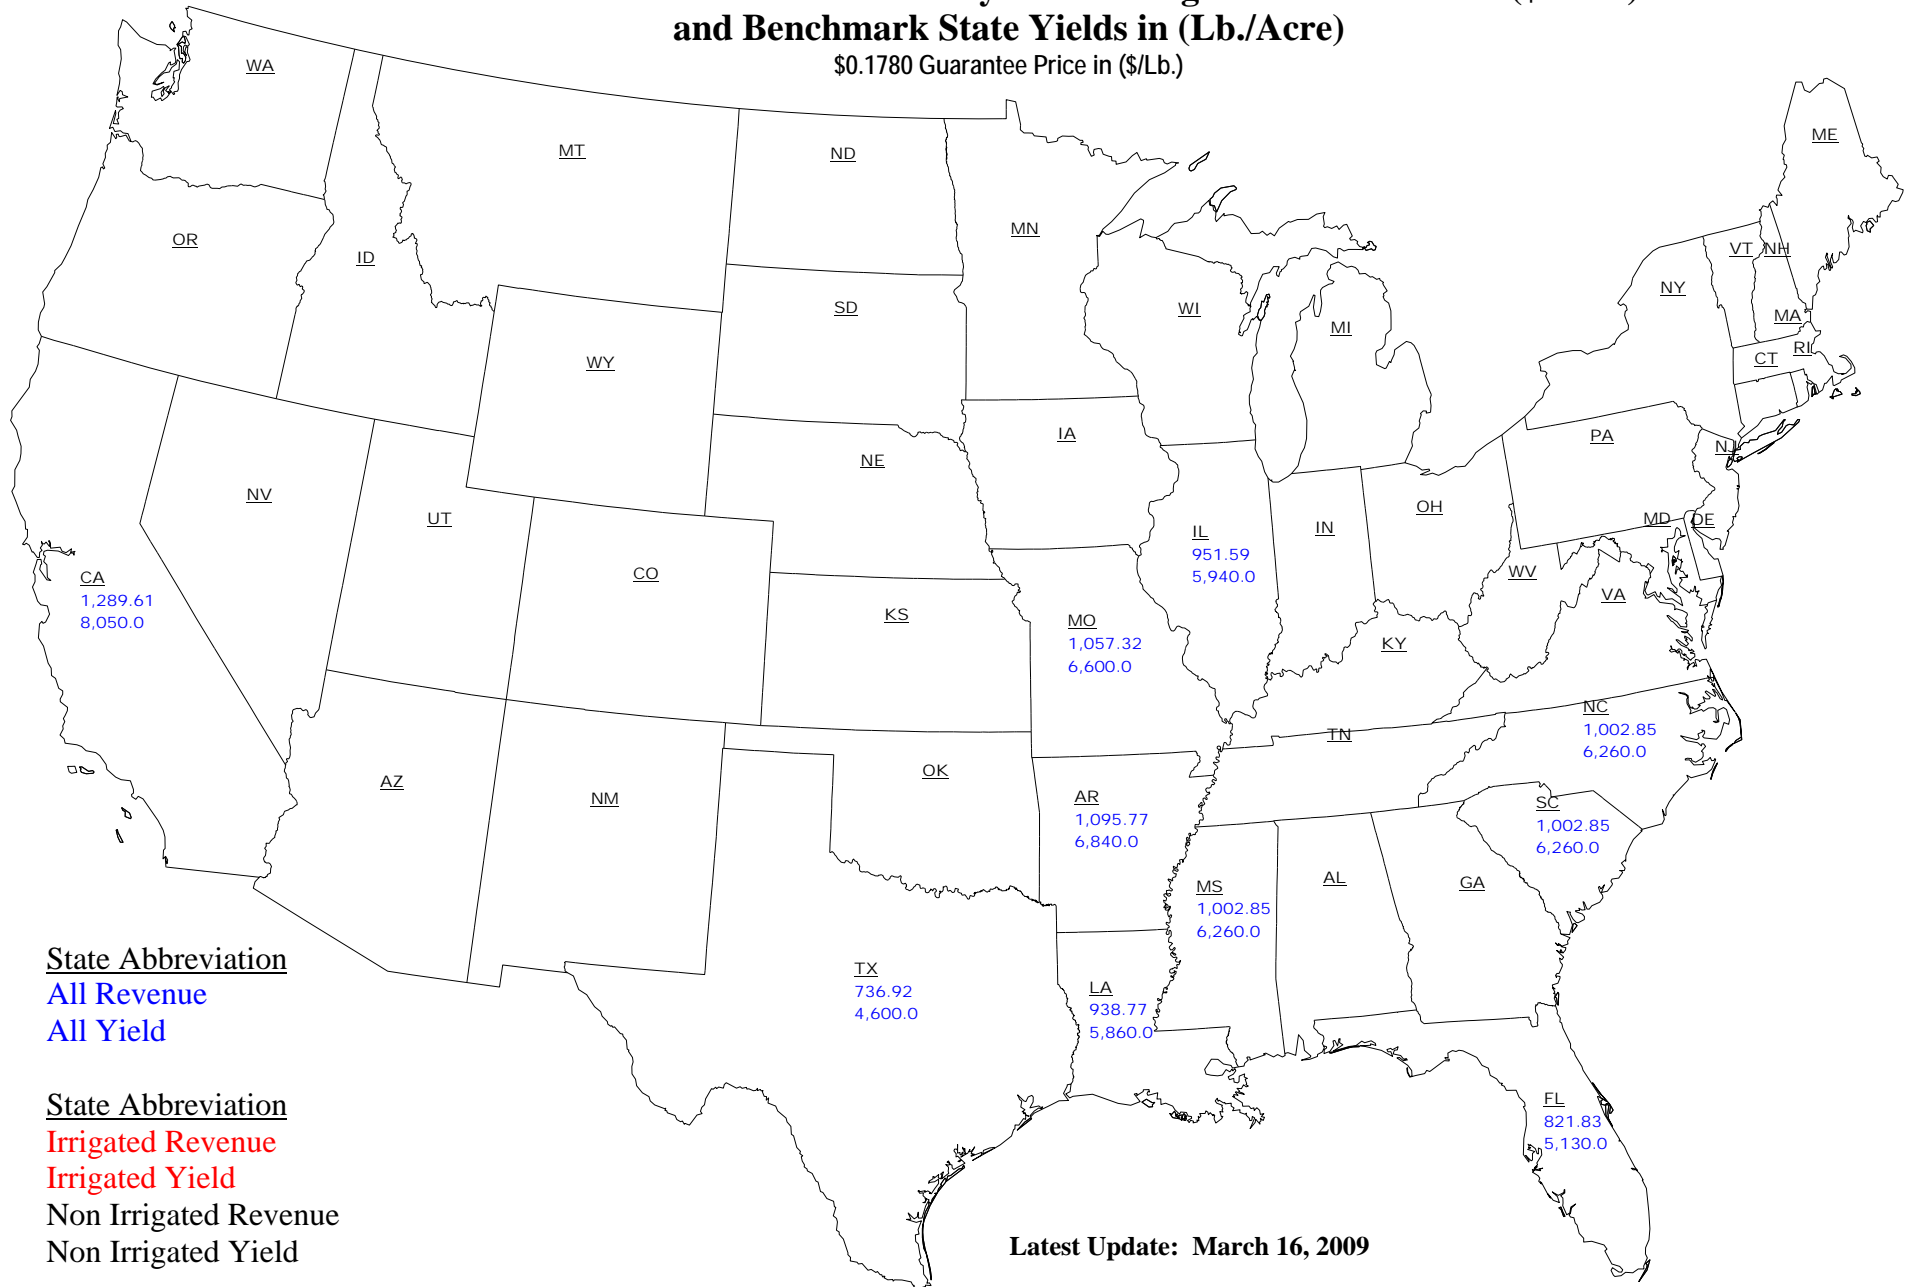 and Benchmark State Yields in (Lb./Acre)
$0.1780 Guarantee Price in ($/Lb.)
WA
MT
ND
MN
ME
OR
ID
SD
WI
MI
NY
VT
NH
MA
CT
RI
WY
IA
NE
PA
NJ
NV
UT
CO
KS
OH
IN
MD
DE
WV
VA
KY
CA
1,289.61
8,050.0
IL
951.59
5,940.0
MO
1,057.32
6,600.0
NC
1,002.85
6,260.0
TN
AZ
NM
OK
AR
1,095.77
6,840.0
SC
1,002.85
6,260.0
MS
1,002.85
6,260.0
AL
GA
TX
736.92
4,600.0
LA
938.77
5,860.0
FL
821.83
5,130.0
State Abbreviation
All Revenue
All Yield
State Abbreviation
Irrigated Revenue
Irrigated Yield
Non Irrigated Revenue
Non Irrigated Yield
Latest Update: March 16, 2009